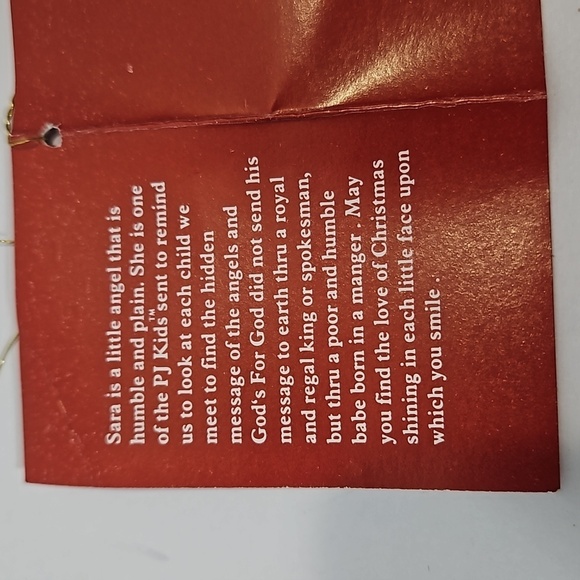 Sara is a little angel that is
humble and plain. She is one
of the PJ Kids™ sent to remind
us to look at each child we
meet to find the hidden
message of the angels and
God's For God did not send his
message to earth thru a royal
and regal king or spokesman,
but thru a poor and humble
babe born in a manger . May
you find the love of Christmas
shining in each little face upon
which you smile .